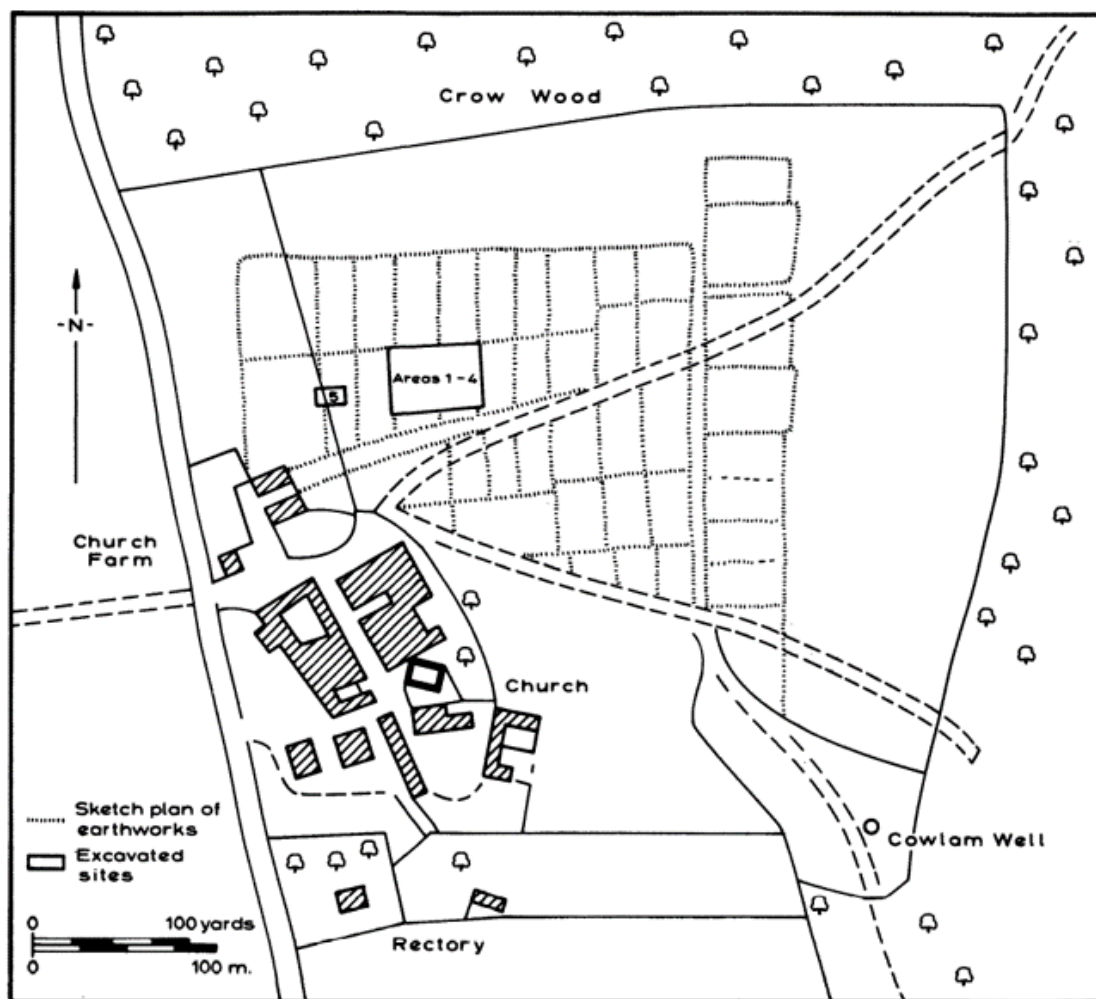 Crow Wood
-N-
Areas 1-4
5
Church
Farm
Church
Sketch plan of
earthworks
Excavated
sites
Cowlam Well
0 100 yards
0 100 m.
Rectory